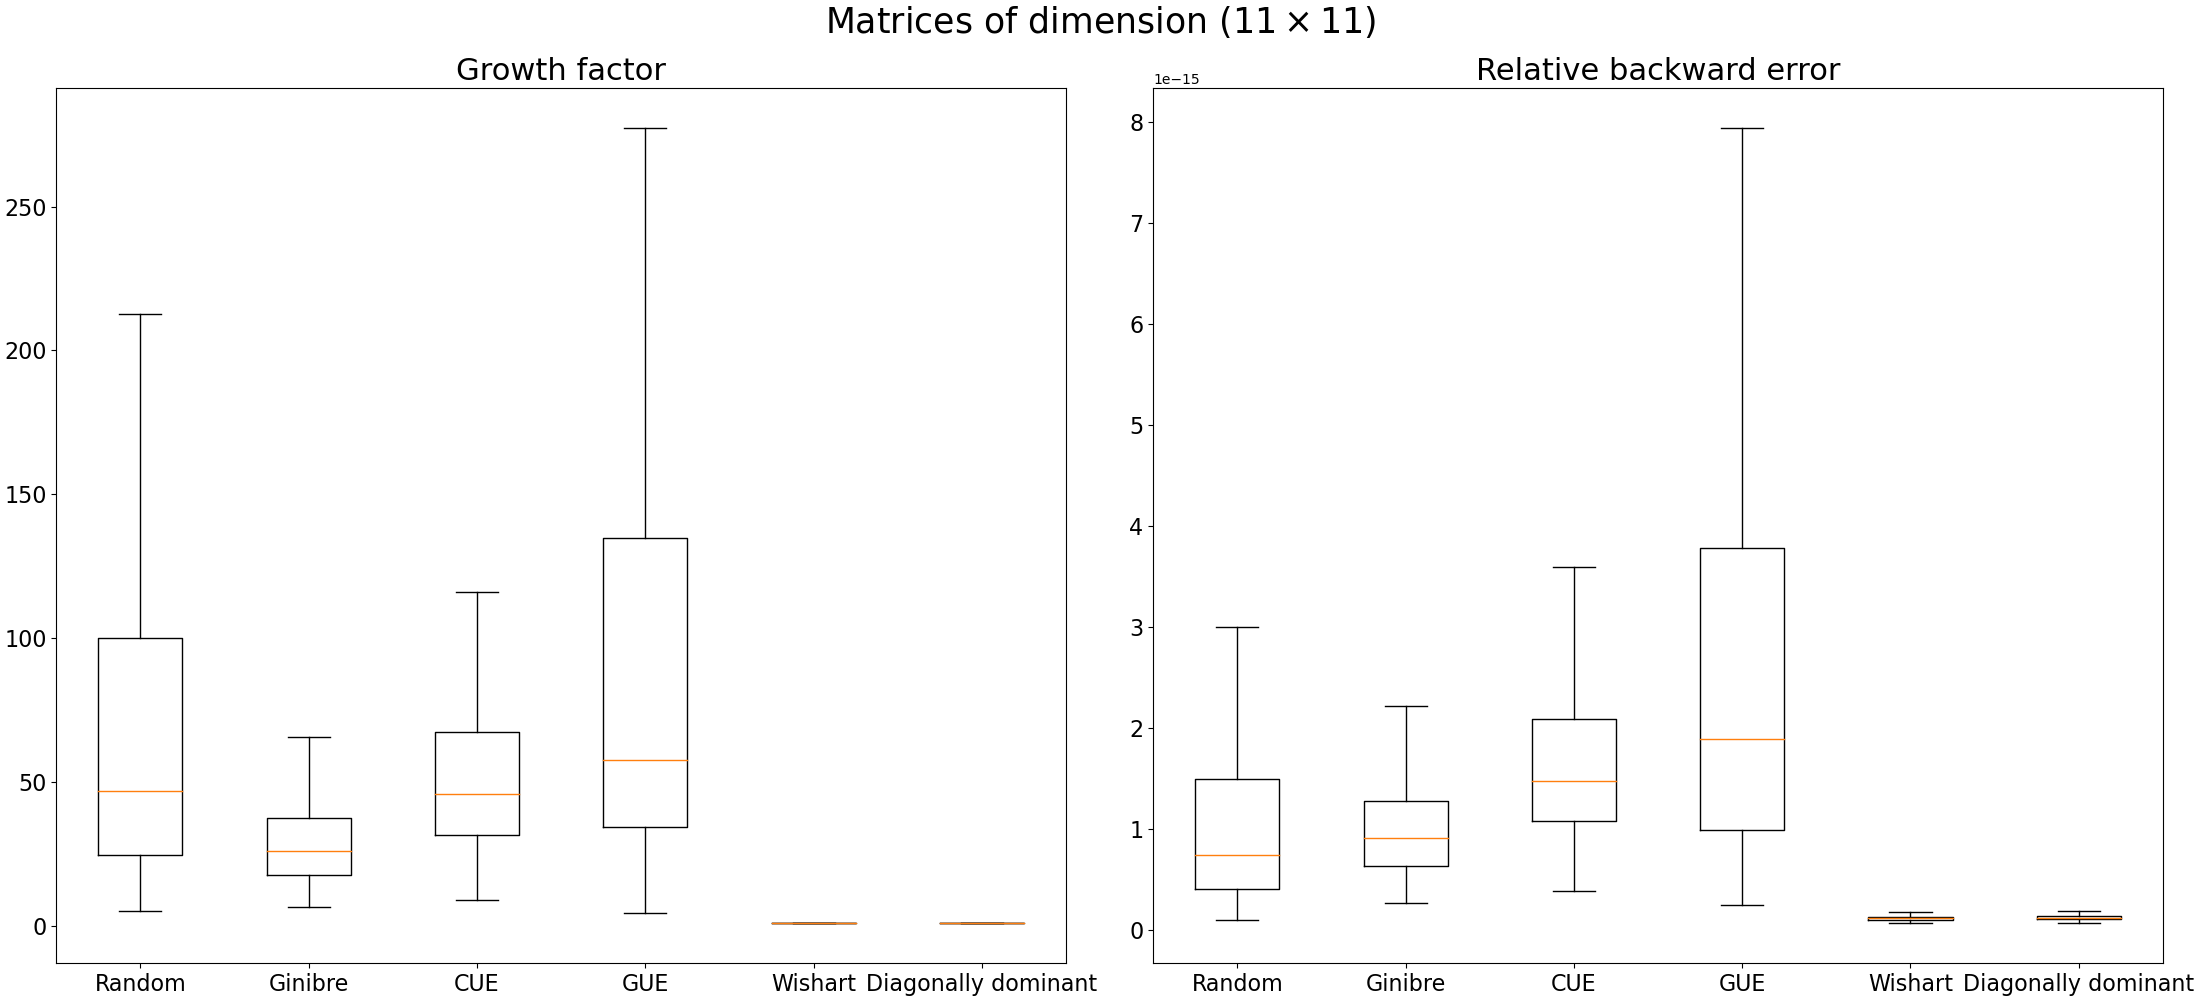 Matrices of dimension (11 × 11)
Growth factor
250
200
150
100
50
0
Random Ginibre CUE GUE Wishart Diagonally dominant
Relative backward error
1e−15
8
7
6
5
4
3
2
1
0
Random Ginibre CUE GUE Wishart Diagonally dominant